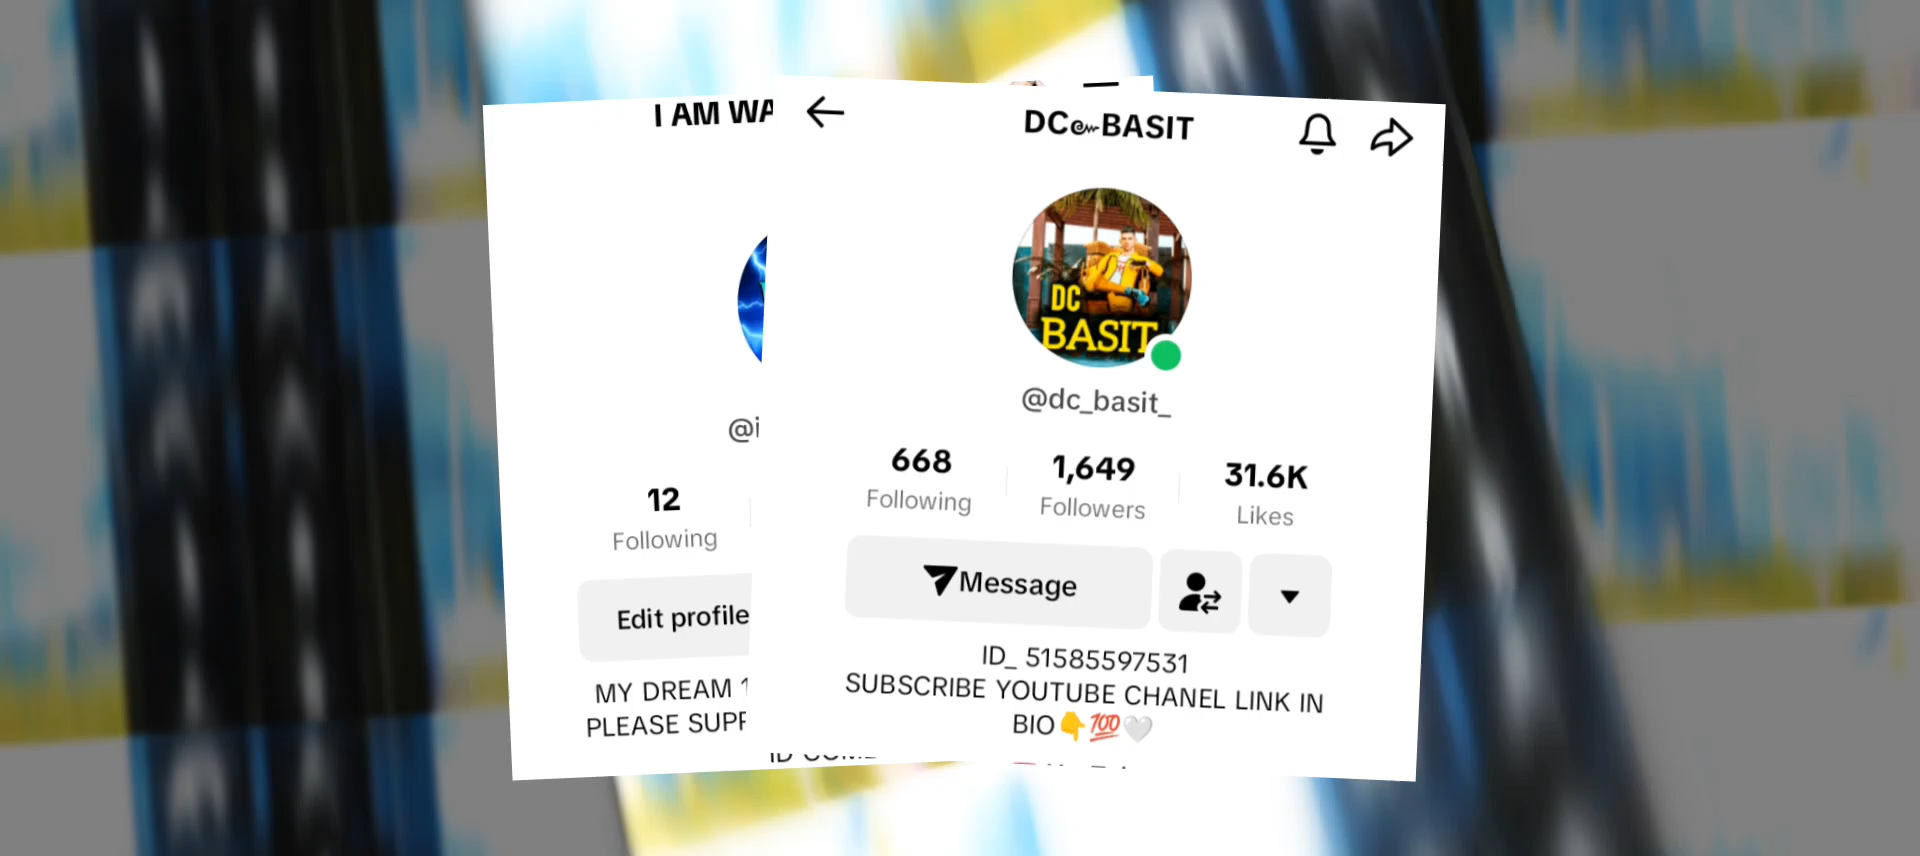 I AM WA
@i
12
Following
Edit profile
MY DREAM 1
PLEASE SUPP
DC BASIT
DC
BASIT
@dc_basit_
668 1,649 31.6K
Following Followers Likes
Message
ID_ 51585597531
SUBSCRIBE YOUTUBE CHANEL LINK IN
BIO👇💯🤍